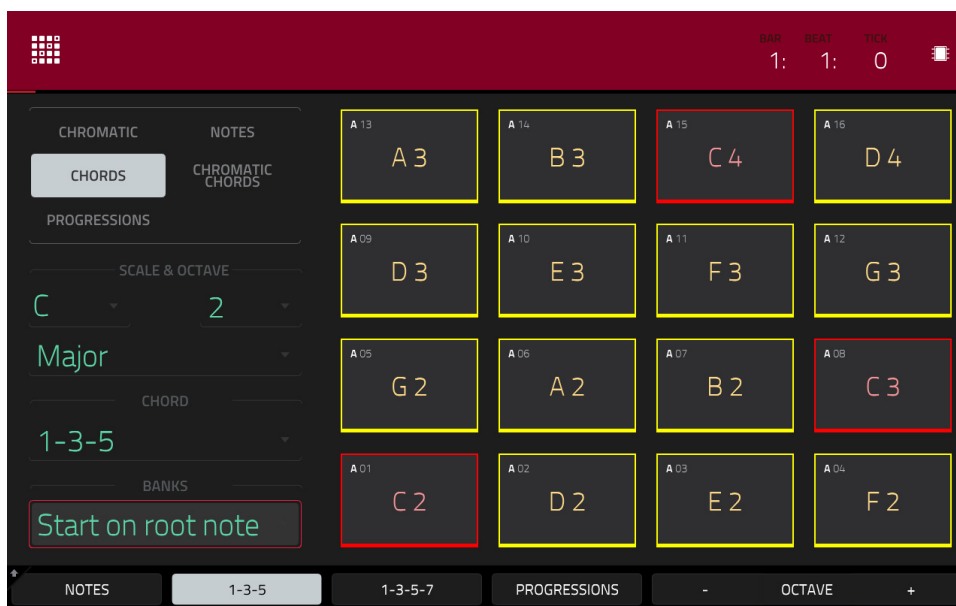 BAR BEAT TICK
1: 1: 0
CHROMATIC NOTES
CHORDS CHROMATIC CHORDS
PROGRESSIONS
SCALE & OCTAVE
C 2
Major
CHORD
1-3-5
BANKS
Start on root note
A 13 A 14 A 15 A 16
A 3 B 3 C 4 D 4
A 09 A 10 A 11 A 12
D 3 E 3 F 3 G 3
A 05 A 06 A 07 A 08
G 2 A 2 B 2 C 3
A 01 A 02 A 03 A 04
C 2 D 2 E 2 F 2
NOTES 1-3-5 1-3-5-7 PROGRESSIONS - OCTAVE +